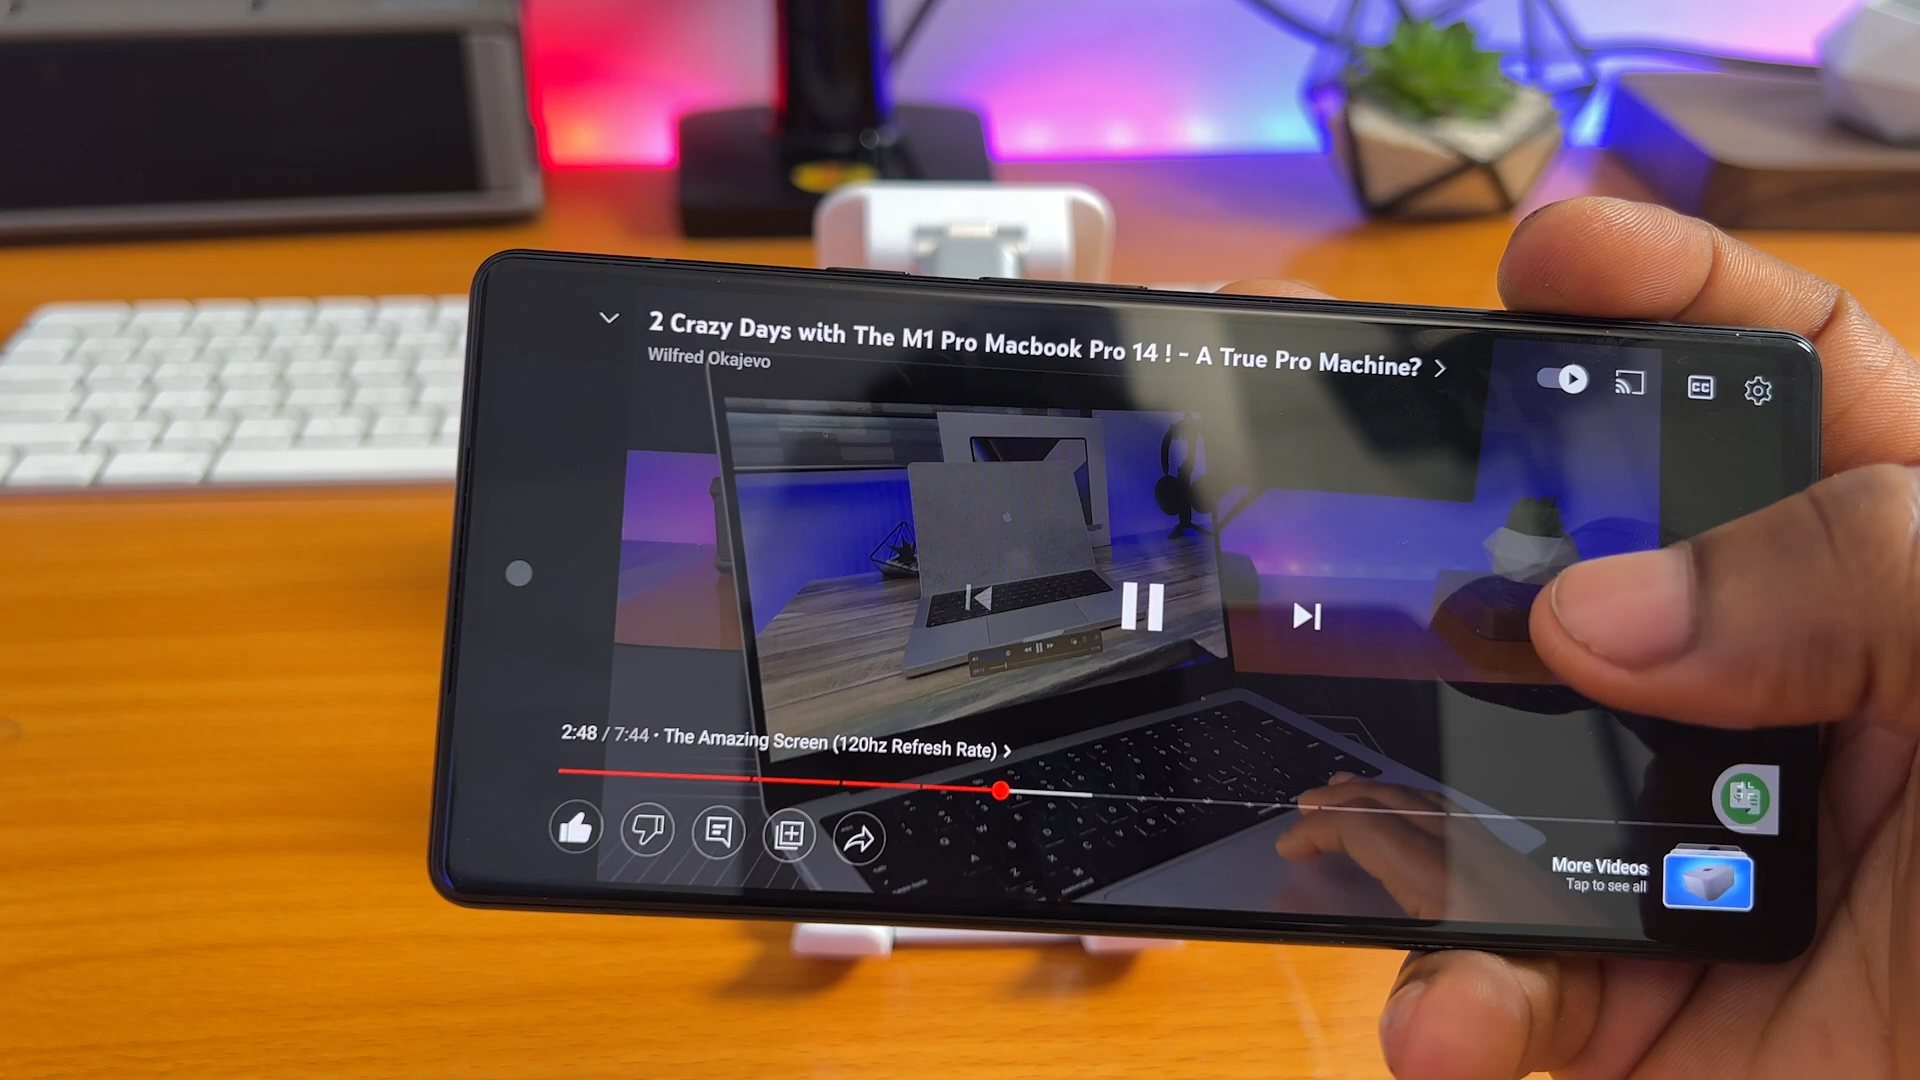 2 Crazy Days with The M1 Pro Macbook Pro 14 ! - A True Pro Machine?
Wilfred Okajevo
CC
2:48 / 7:44 • The Amazing Screen (120hz Refresh Rate)
More Videos
Tap to see all